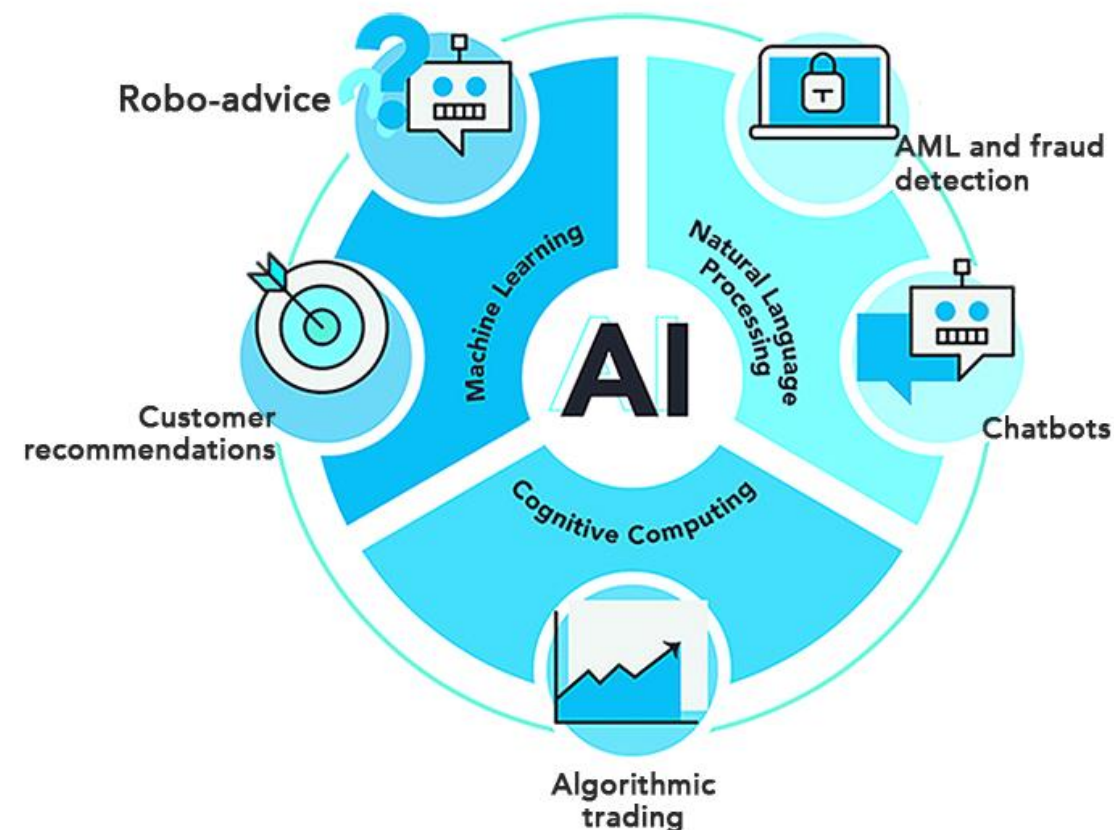 Robo-advice
AML and fraud
detection
Machine Learning
Natural Language
Processing
AI
Customer
recommendations
Chatbots
Cognitive Computing
Algorithmic
trading